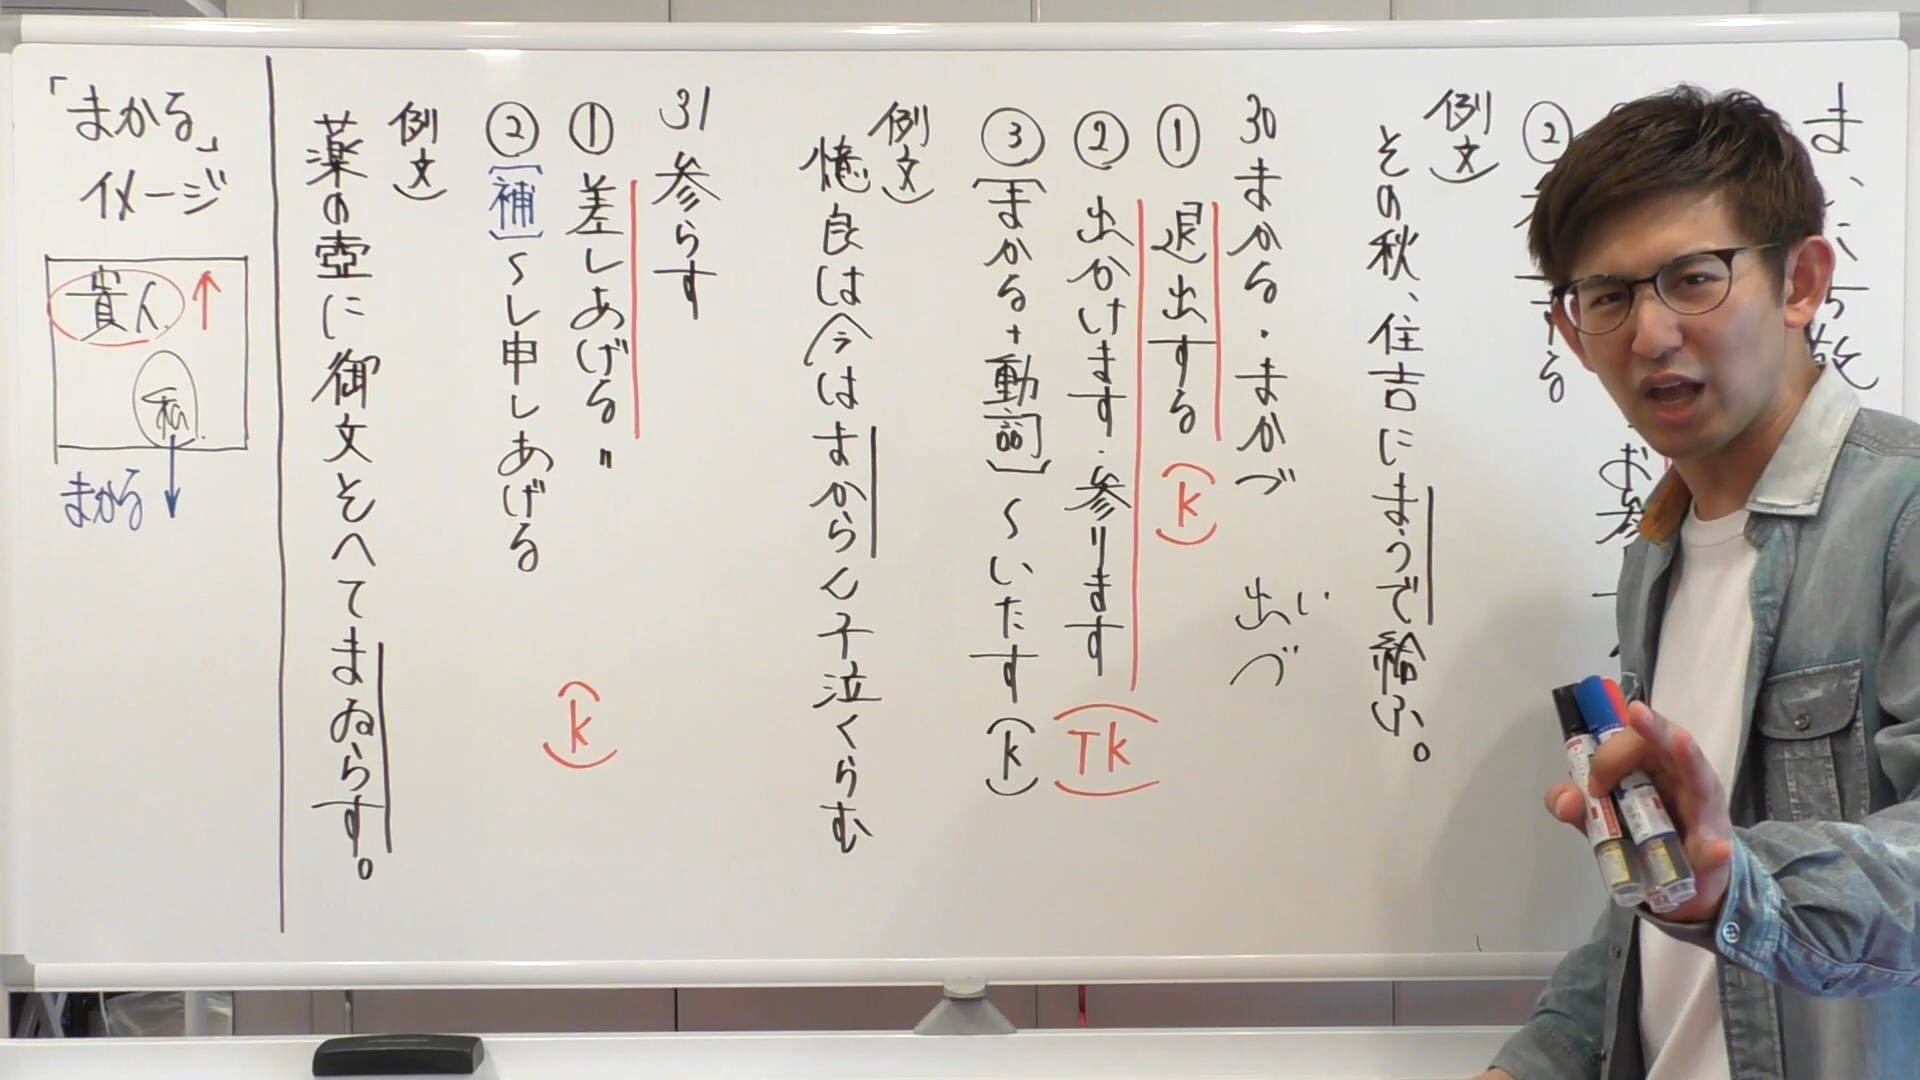 ②
例文)
その秋、住吉にまうで給ふ。
30 まかる・まかづ 出づ
い
① 退出する (k)
② 出かけます・参ります (Tk)
③ [まかる+動詞] ~いたす (k)
例文)
憶良は今はまからん子泣くらむ
31 参らす
① 差しあげる〃 (k)
② [補] ~し申しあげる
例文)
薬の壺に御文そへてまゐらす。
「まかる」
イメージ
貴人 ↑
私
まかる ↓